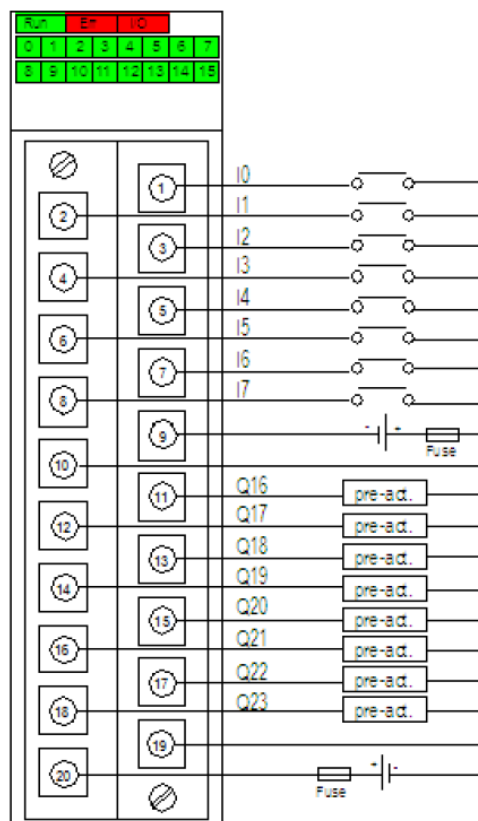 Run Err I/O
0 1 2 3 4 5 6 7
8 9 10 11 12 13 14 15
1 I0
2 I1
3 I2
4 I3
5 I4
6 I5
7 I6
8 I7
9 - + Fuse
10
11 Q16 pre-act.
12 Q17 pre-act.
13 Q18 pre-act.
14 Q19 pre-act.
15 Q20 pre-act.
16 Q21 pre-act.
17 Q22 pre-act.
18 Q23 pre-act.
19
20 Fuse + -